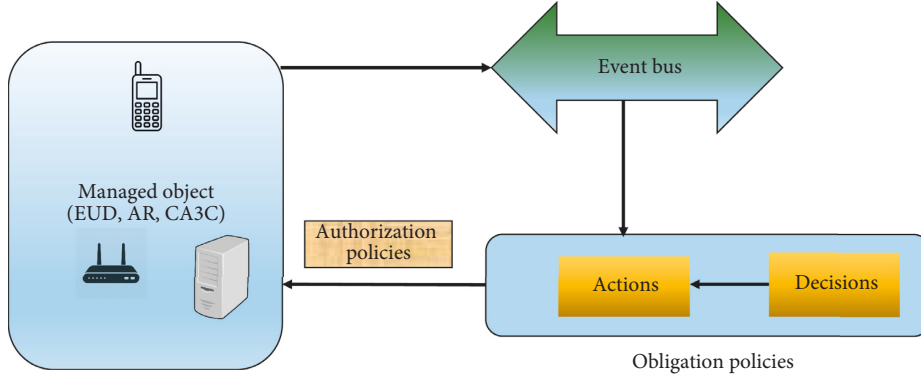 Event bus
Managed object
(EUD, AR, CA3C)
Authorization
policies
Actions
Decisions
Obligation policies